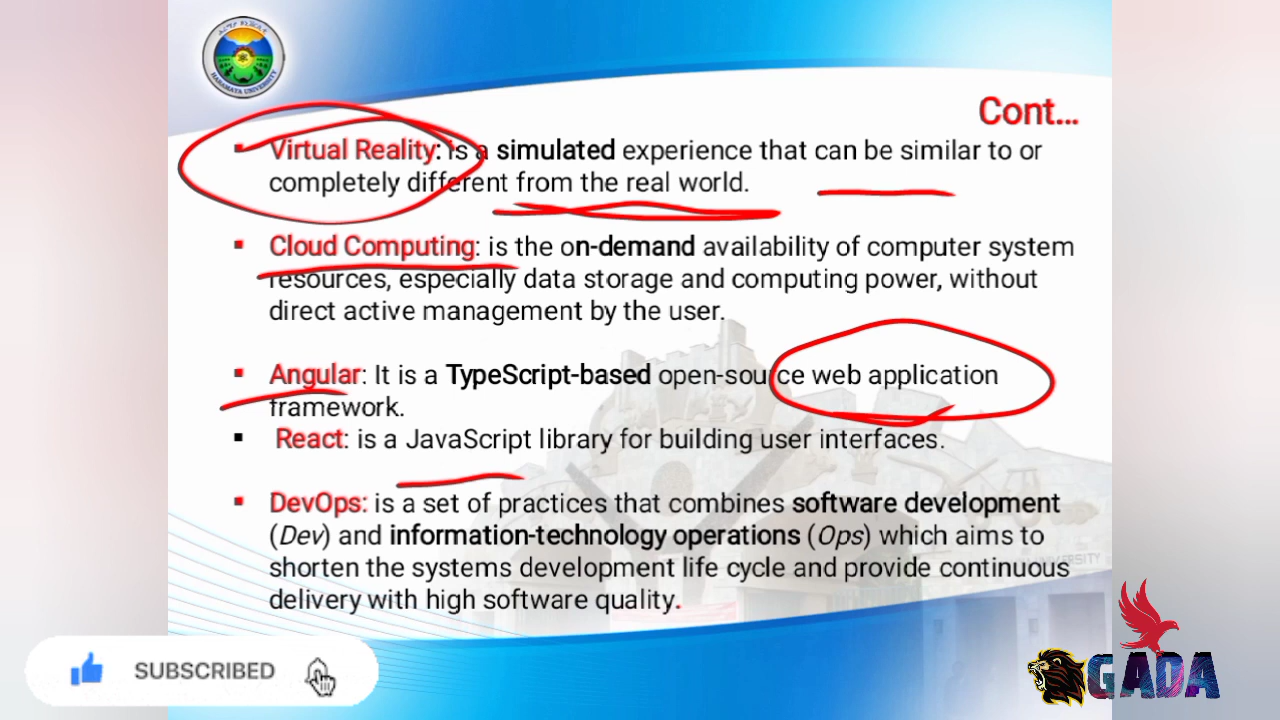 HARAMAYA UNIVERSITY
Cont...
▪ Virtual Reality: is a simulated experience that can be similar to or
completely different from the real world.
▪ Cloud Computing: is the on-demand availability of computer system
resources, especially data storage and computing power, without
direct active management by the user.
▪ Angular: It is a TypeScript-based open-source web application
framework.
▪ React: is a JavaScript library for building user interfaces.
▪ DevOps: is a set of practices that combines software development
(Dev) and information-technology operations (Ops) which aims to
shorten the systems development life cycle and provide continuous
delivery with high software quality.
UNIVERSITY
SUBSCRIBED
GADA